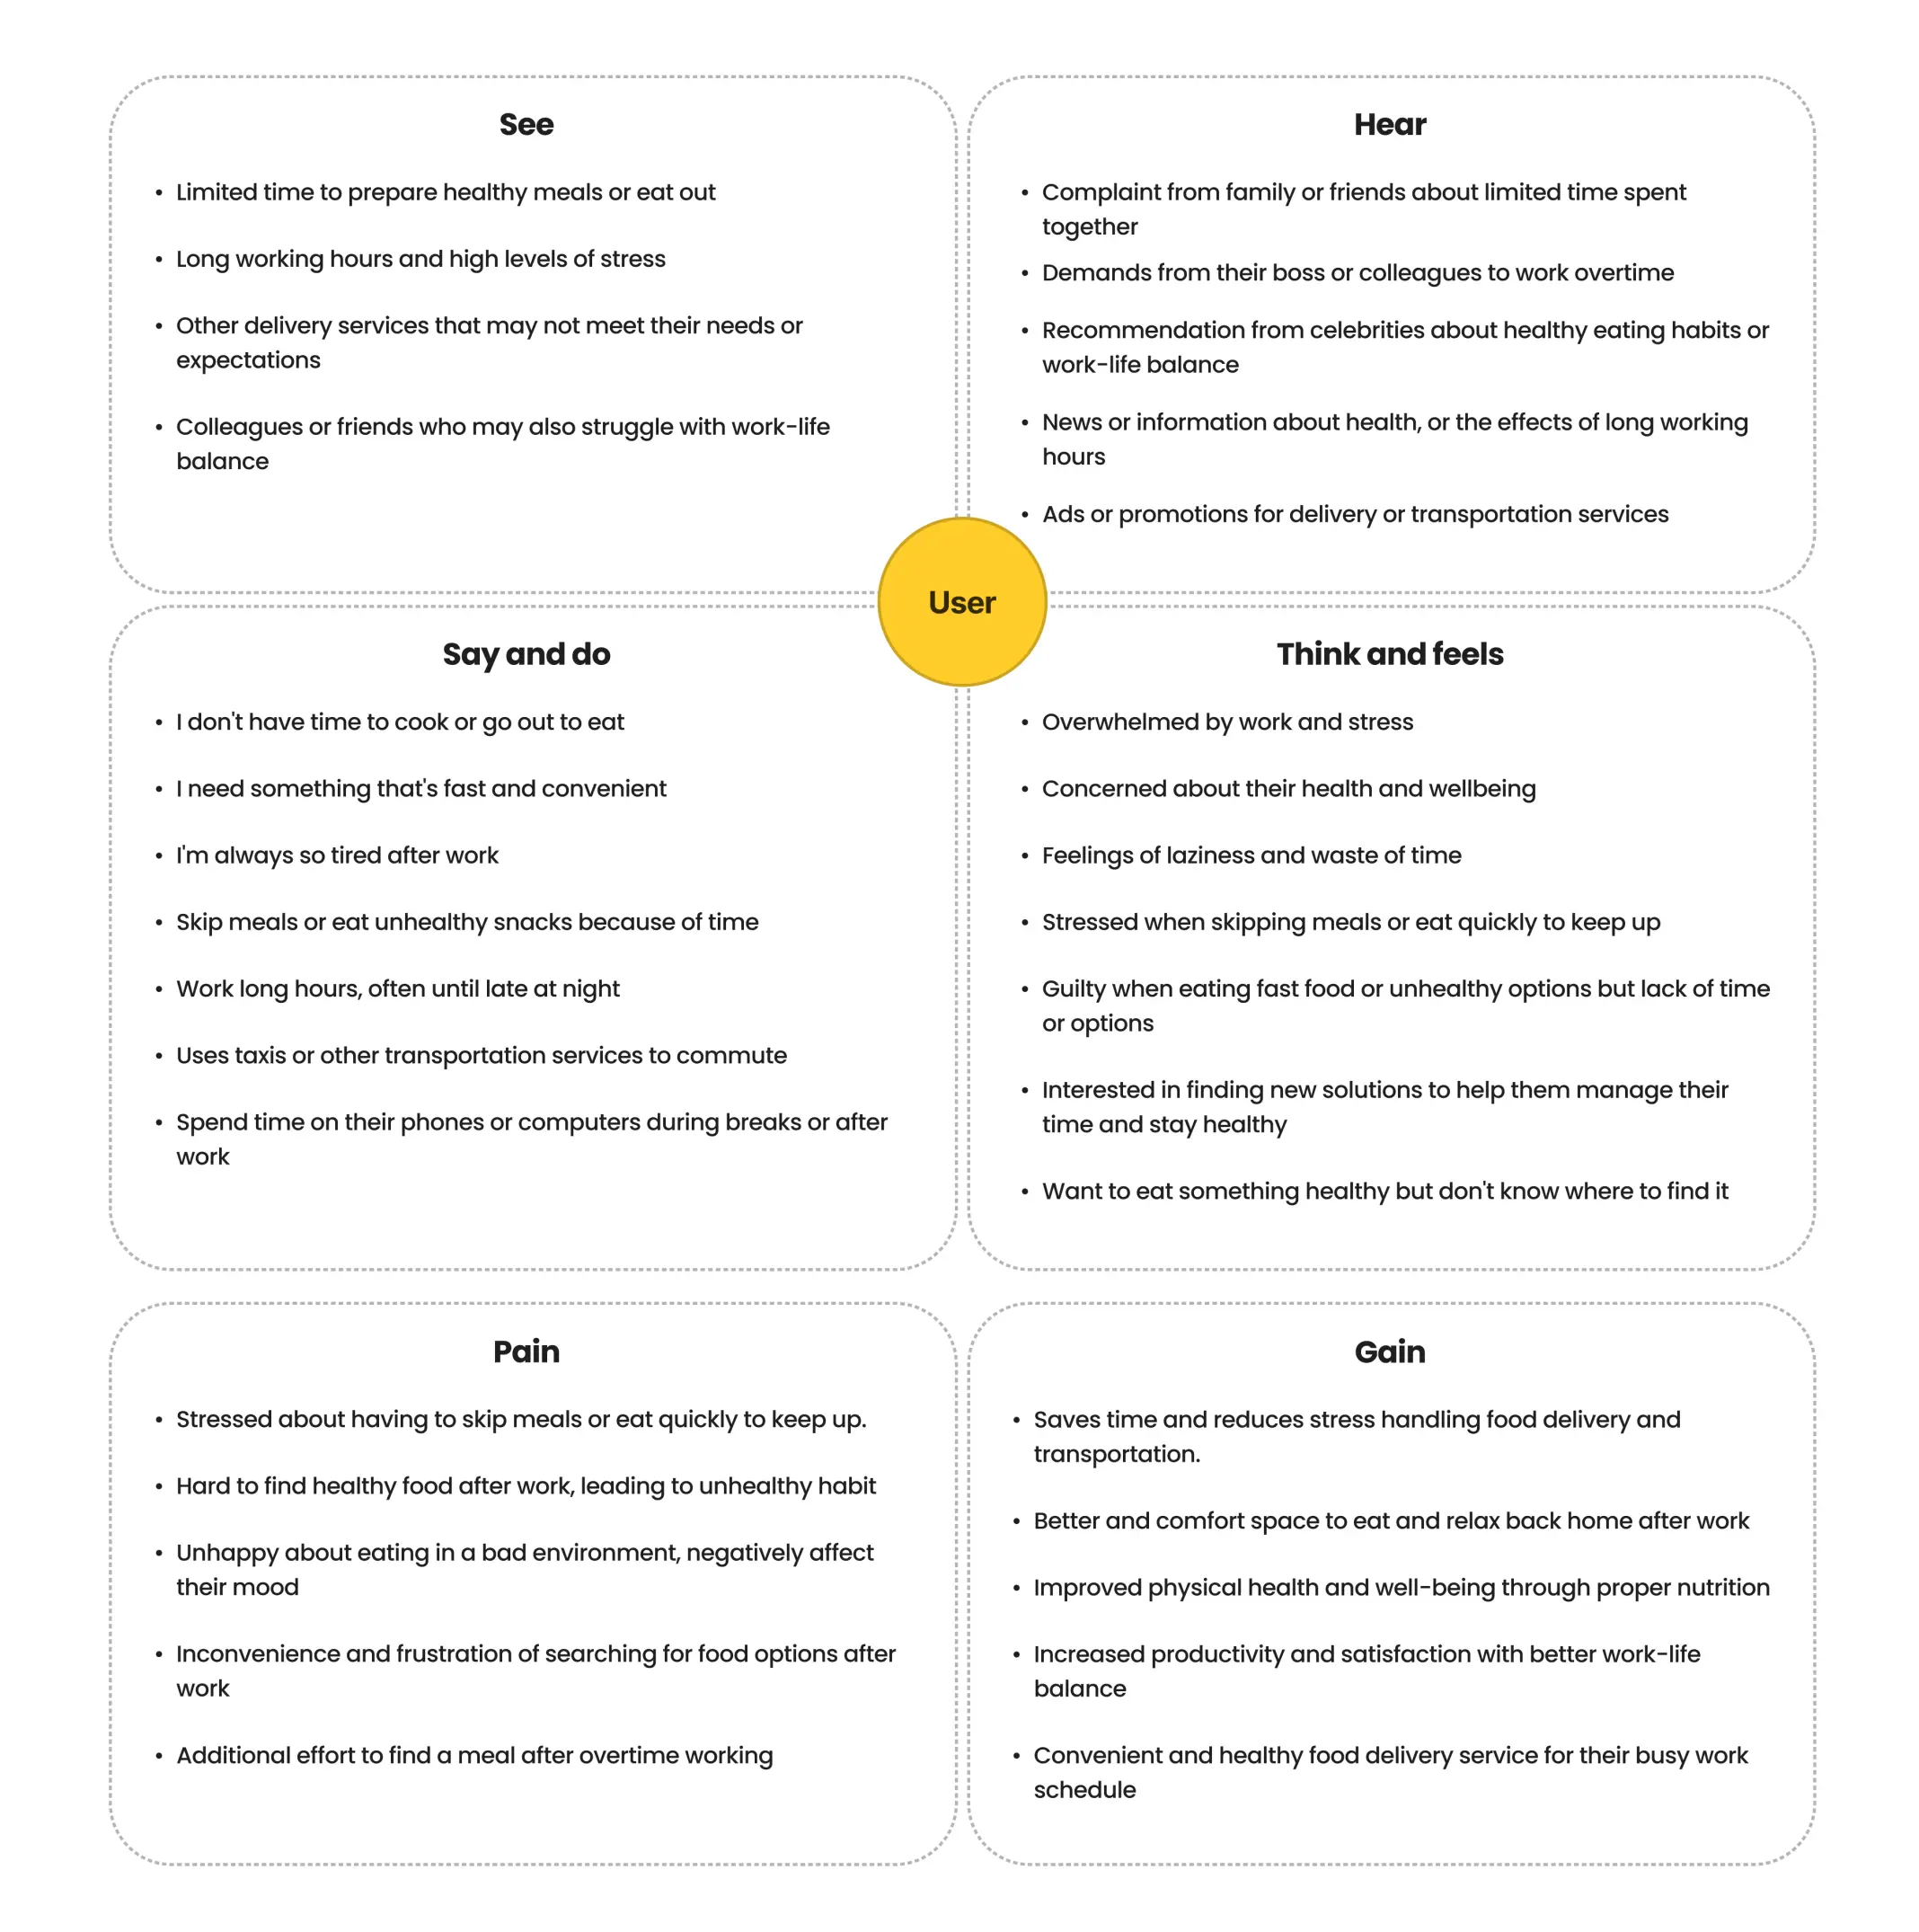 See
• Limited time to prepare healthy meals or eat out
• Long working hours and high levels of stress
• Other delivery services that may not meet their needs or
expectations
• Colleagues or friends who may also struggle with work-life
balance
Hear
• Complaint from family or friends about limited time spent
together
• Demands from their boss or colleagues to work overtime
• Recommendation from celebrities about healthy eating habits or
work-life balance
• News or information about health, or the effects of long working
hours
• Ads or promotions for delivery or transportation services
User
Say and do
• I don't have time to cook or go out to eat
• I need something that's fast and convenient
• I'm always so tired after work
• Skip meals or eat unhealthy snacks because of time
• Work long hours, often until late at night
• Uses taxis or other transportation services to commute
• Spend time on their phones or computers during breaks or after
work
Think and feels
• Overwhelmed by work and stress
• Concerned about their health and wellbeing
• Feelings of laziness and waste of time
• Stressed when skipping meals or eat quickly to keep up
• Guilty when eating fast food or unhealthy options but lack of time
or options
• Interested in finding new solutions to help them manage their
time and stay healthy
• Want to eat something healthy but don't know where to find it
Pain
• Stressed about having to skip meals or eat quickly to keep up.
• Hard to find healthy food after work, leading to unhealthy habit
• Unhappy about eating in a bad environment, negatively affect
their mood
• Inconvenience and frustration of searching for food options after
work
• Additional effort to find a meal after overtime working
Gain
• Saves time and reduces stress handling food delivery and
transportation.
• Better and comfort space to eat and relax back home after work
• Improved physical health and well-being through proper nutrition
• Increased productivity and satisfaction with better work-life
balance
• Convenient and healthy food delivery service for their busy work
schedule